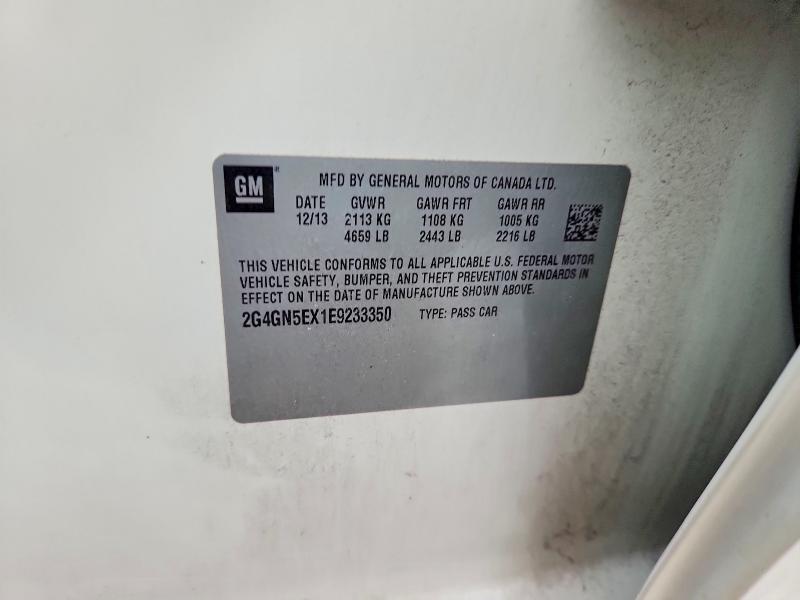 GM
MFD BY GENERAL MOTORS OF CANADA LTD.
DATE GVWR GAWR FRT GAWR RR
12/13 2113 KG 1108 KG 1005 KG
4659 LB 2443 LB 2216 LB
THIS VEHICLE CONFORMS TO ALL APPLICABLE U.S. FEDERAL MOTOR
VEHICLE SAFETY, BUMPER, AND THEFT PREVENTION STANDARDS IN
EFFECT ON THE DATE OF MANUFACTURE SHOWN ABOVE.
2G4GN5EX1E9233350 TYPE: PASS CAR